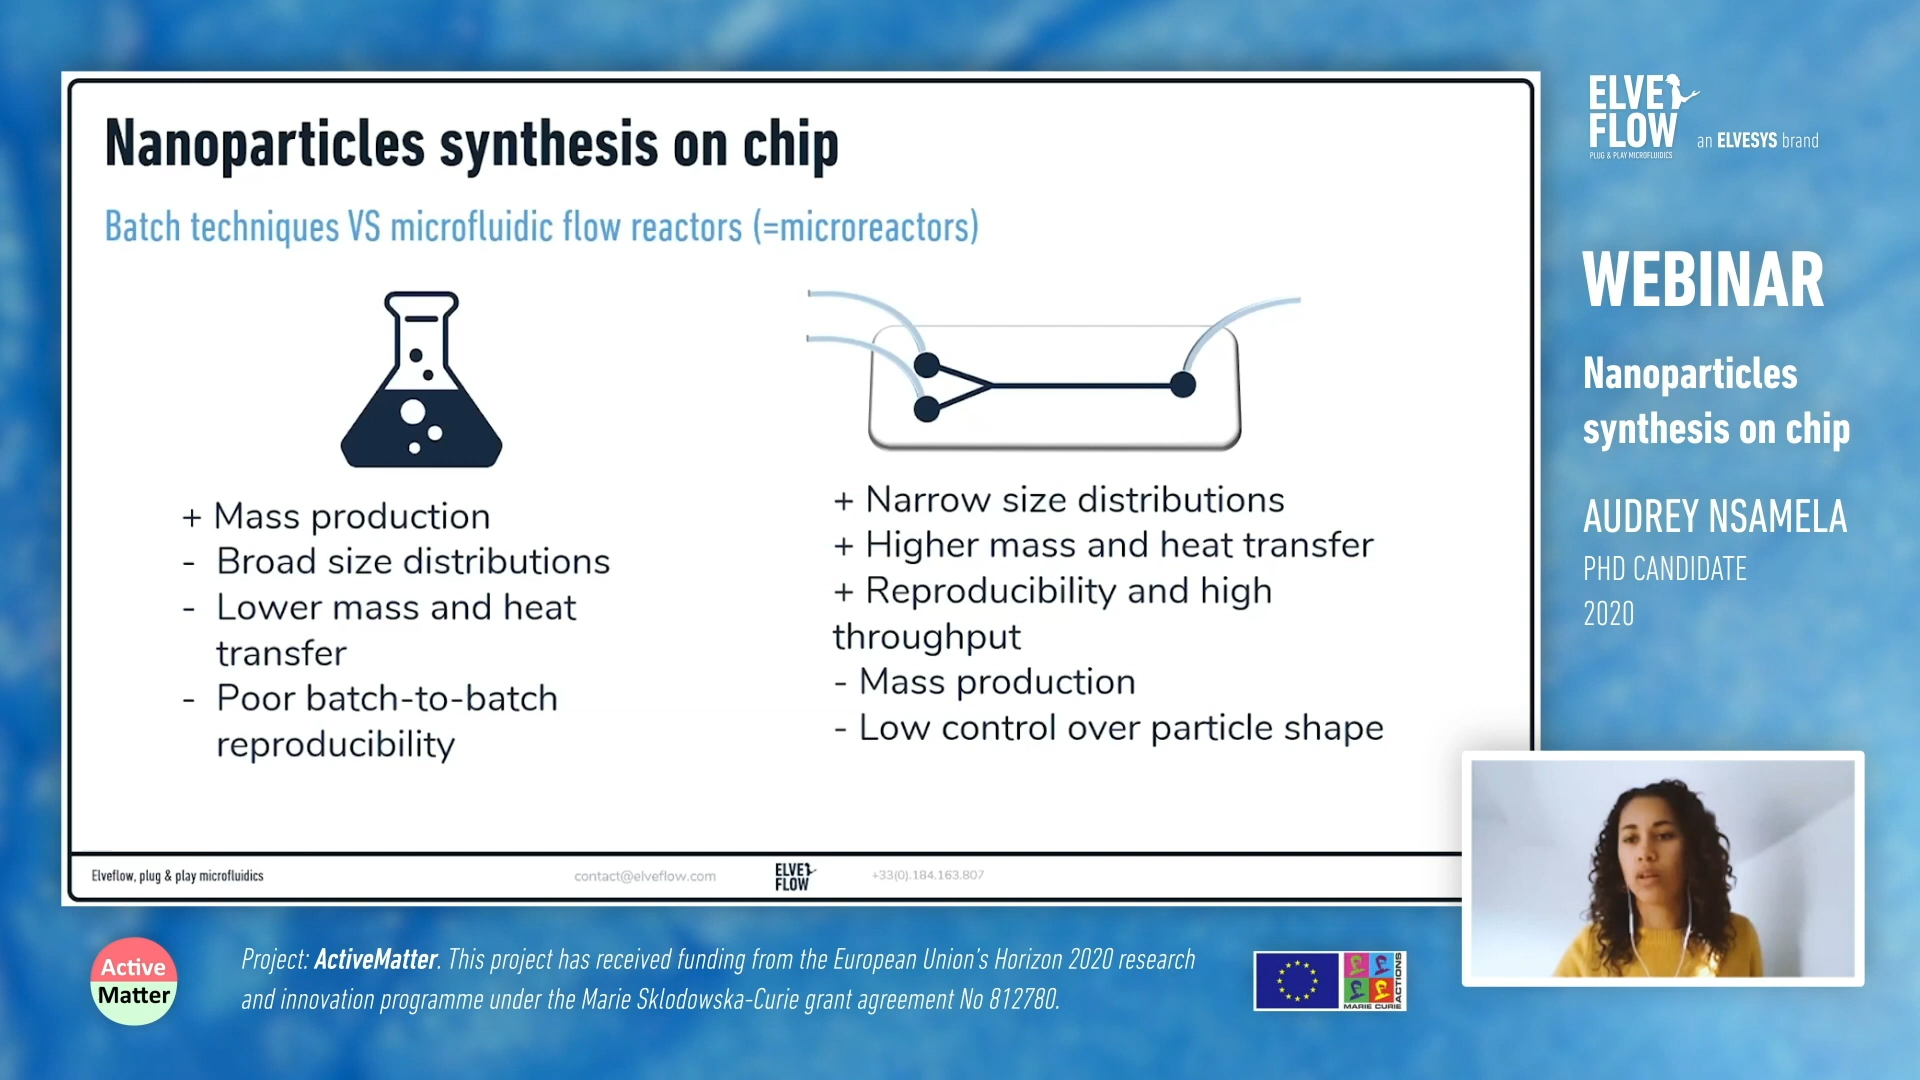 Nanoparticles synthesis on chip
Batch techniques VS microfluidic flow reactors (=microreactors)
+ Mass production
- Broad size distributions
- Lower mass and heat
transfer
- Poor batch-to-batch
reproducibility
+ Narrow size distributions
+ Higher mass and heat transfer
+ Reproducibility and high
throughput
- Mass production
- Low control over particle shape
Elveflow, plug & play microfluidics
contact@elveflow.com
ELVE
FLOW
+33(0).184.163.807
ELVE
FLOW
PLUG & PLAY MICROFLUIDICS
an ELVESYS brand
WEBINAR
Nanoparticles
synthesis on chip
AUDREY NSAMELA
PHD CANDIDATE
2020
Active
Matter
Project: ActiveMatter. This project has received funding from the European Union's Horizon 2020 research
and innovation programme under the Marie Sklodowska-Curie grant agreement No 812780.
MARIE CURIE
ACTIONS